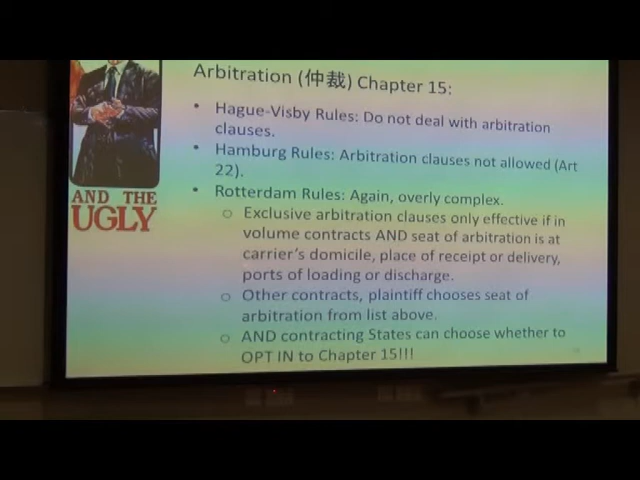 Arbitration (仲裁) Chapter 15:
• Hague-Visby Rules: Do not deal with arbitration
clauses.
• Hamburg Rules: Arbitration clauses not allowed (Art
22).
• Rotterdam Rules: Again, overly complex.
○ Exclusive arbitration clauses only effective if in
volume contracts AND seat of arbitration is at
carrier's domicile, place of receipt or delivery,
ports of loading or discharge.
○ Other contracts, plaintiff chooses seat of
arbitration from list above.
○ AND contracting States can choose whether to
OPT IN to Chapter 15!!!
AND THE
UGLY